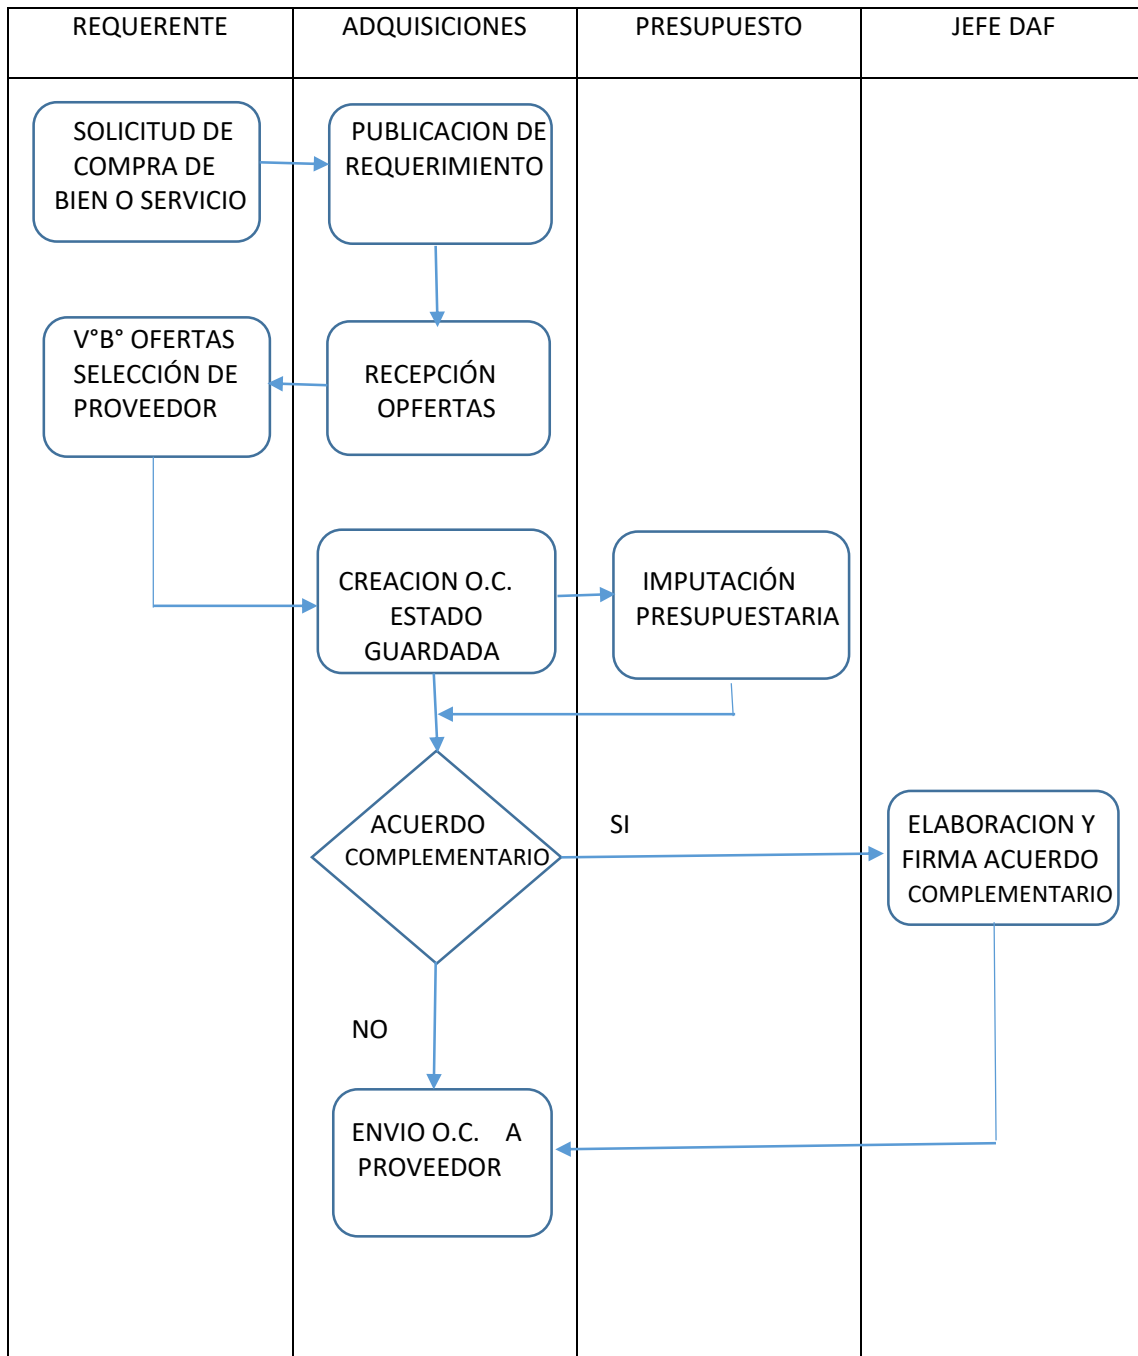 REQUERENTE
ADQUISICIONES
PRESUPUESTO
JEFE DAF
SOLICITUD DE
COMPRA DE
BIEN O SERVICIO
PUBLICACION DE
REQUERIMIENTO
V°B° OFERTAS
SELECCIÓN DE
PROVEEDOR
RECEPCIÓN
OPFERTAS
CREACION O.C.
ESTADO
GUARDADA
IMPUTACIÓN
PRESUPUESTARIA
ACUERDO
COMPLEMENTARIO
SI
ELABORACION Y
FIRMA ACUERDO
COMPLEMENTARIO
NO
ENVIO O.C. A
PROVEEDOR